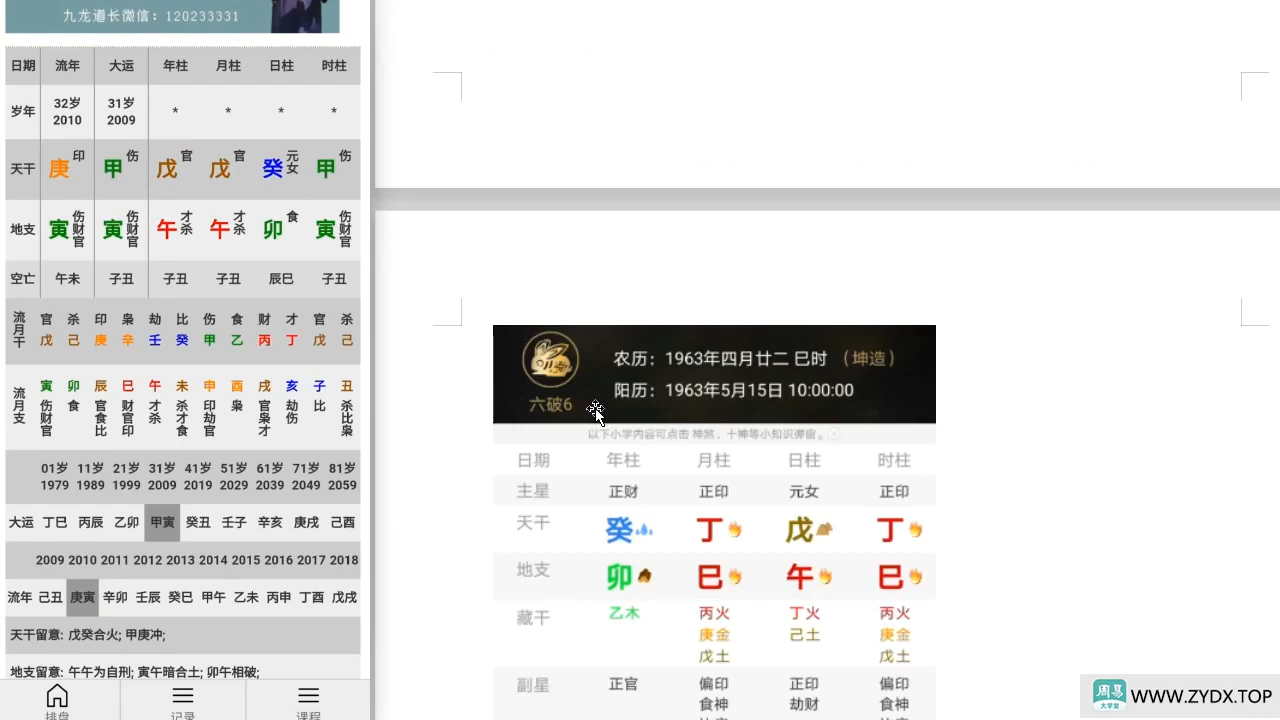 九龙道长微信：120233331
日期 流年 大运 年柱 月柱 日柱 时柱
岁年 32岁 2010 31岁 2009 * * * *
天干 庚 印 甲 伤 戊 官 戊 官 癸 元女 甲 伤
地支 寅 伤财官 寅 伤财官 午 才杀 午 才杀 卯 食 寅 伤财官
空亡 午未 子丑 子丑 子丑 辰巳 子丑
流月干 官 杀 印 枭 劫 比 伤 食 财 才 官 杀
戊 己 庚 辛 壬 癸 甲 乙 丙 丁 戊 己
流月支 寅 卯 辰 巳 午 未 申 酉 戌 亥 子 丑
伤财官 食 官食比 财官印 才杀 杀才食 印劫官 枭 官枭才 劫伤 比 杀比枭
01岁 11岁 21岁 31岁 41岁 51岁 61岁 71岁 81岁
1979 1989 1999 2009 2019 2029 2039 2049 2059
大运 丁巳 丙辰 乙卯 甲寅 癸丑 壬子 辛亥 庚戌 己酉
2009 2010 2011 2012 2013 2014 2015 2016 2017 2018
流年 己丑 庚寅 辛卯 壬辰 癸巳 甲午 乙未 丙申 丁酉 戊戌
天干留意: 戊癸合火; 甲庚冲;
地支留意: 午午为自刑; 寅午暗合土; 卯午相破;
排盘 记录 课程
农历：1963年四月廿二 巳时 （坤造）
阳历：1963年5月15日 10:00:00
六破6
以下小字内容可点击 神煞、十神等小知识弹窗。
日期 年柱 月柱 日柱 时柱
主星 正财 正印 元女 正印
天干 癸 丁 戊 丁
地支 卯 巳 午 巳
藏干 乙木 丙火 丁火 丙火
庚金 己土 庚金
戊土 戊土
副星 正官 偏印 正印 偏印
食神 劫财 食神
周易 大学堂 WWW.ZYDX.TOP